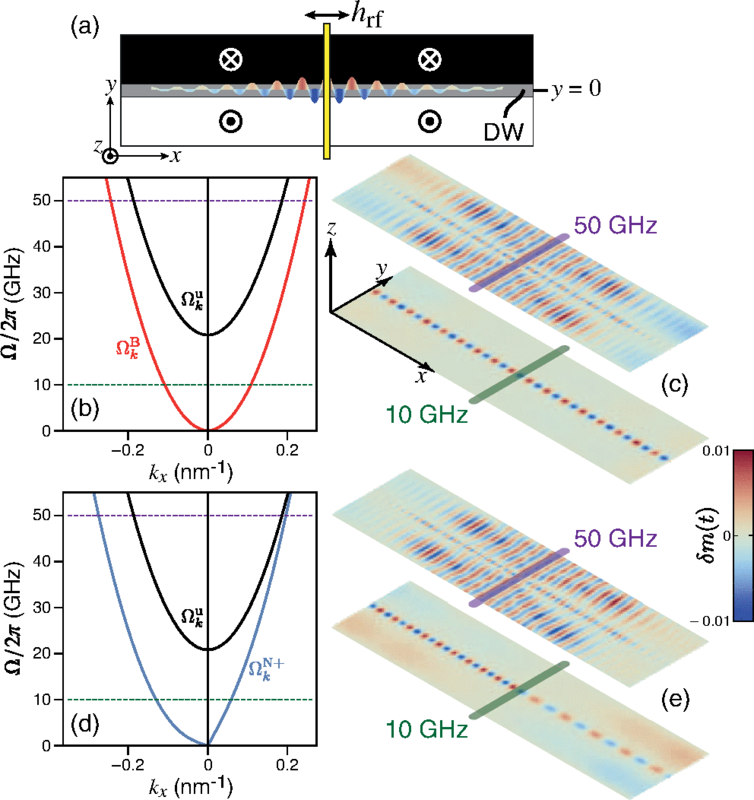 (a)
h_rf
y
y = 0
DW
z
x
50
40
30
20
10
0
Ω/2π (GHz)
Ω_k^u
Ω_k^B
(b)
−0.2
0
0.2
k_x (nm⁻¹)
z
y
x
50 GHz
10 GHz
(c)
0.01
0
−0.01
δm(t)
50
40
30
20
10
0
Ω/2π (GHz)
Ω_k^u
Ω_k^N+
(d)
−0.2
0
0.2
k_x (nm⁻¹)
50 GHz
10 GHz
(e)